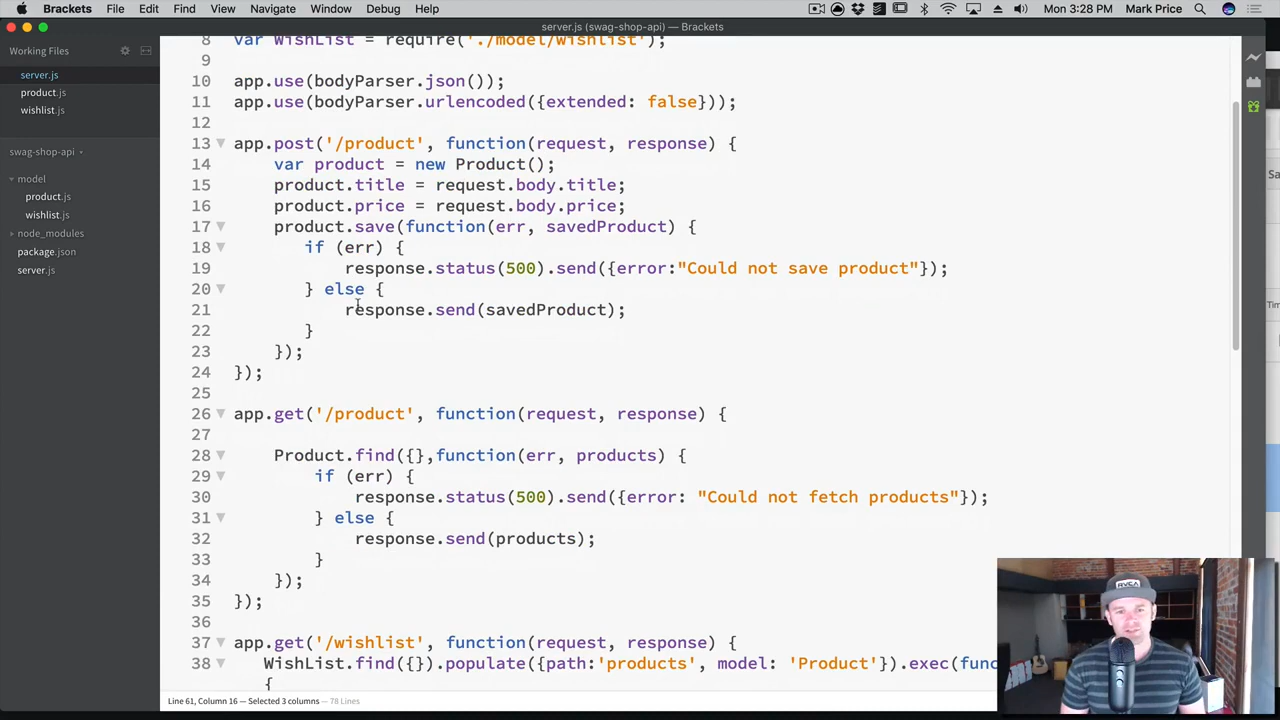 Brackets File Edit Find View Navigate Window Debug Help Mon 3:28 PM Mark Price
server.js (swag-shop-api) — Brackets
Working Files
server.js
product.js
wishlist.js
swag-shop-api
model
product.js
wishlist.js
node_modules
package.json
server.js
8 var WishList = require('./model/wishlist');
9
10 app.use(bodyParser.json());
11 app.use(bodyParser.urlencoded({extended: false}));
12
13 app.post('/product', function(request, response) {
14 var product = new Product();
15 product.title = request.body.title;
16 product.price = request.body.price;
17 product.save(function(err, savedProduct) {
18 if (err) {
19 response.status(500).send({error:"Could not save product"});
20 } else {
21 response.send(savedProduct);
22 }
23 });
24 });
25
26 app.get('/product', function(request, response) {
27
28 Product.find({},function(err, products) {
29 if (err) {
30 response.status(500).send({error: "Could not fetch products"});
31 } else {
32 response.send(products);
33 }
34 });
35 });
36
37 app.get('/wishlist', function(request, response) {
38 WishList.find({}).populate({path:'products', model: 'Product'}).exec(func
{
Line 61, Column 16 — Selected 3 columns — 78 Lines
Sa
RVCA